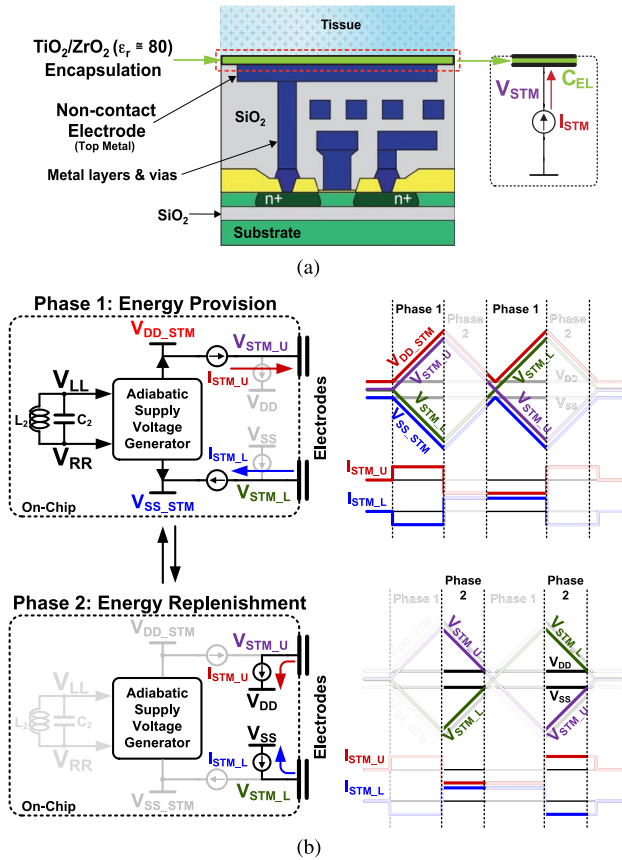 Tissue
TiO2/ZrO2 (εr ≅ 80)
Encapsulation
Non-contact
Electrode
(Top Metal)
SiO2
Metal layers & vias
n+
n+
SiO2
Substrate
VSTM
CEL
ISTM
(a)
Phase 1: Energy Provision
VDD_STM
VSTM_U
ISTM_U
VDD
VLL
L2
C2
VRR
Adiabatic
Supply
Voltage
Generator
VSS
ISTM_L
VSTM_L
VSS_STM
On-Chip
Electrodes
Phase 1
Phase 2
Phase 1
Phase 2
VDD_STM
VSTM_U
VSTM_L
VSS_STM
VSTM_L
VSTM_U
VDD
VSS
ISTM_U
ISTM_L
Phase 2: Energy Replenishment
VDD_STM
VSTM_U
ISTM_U
VDD
VLL
L2
C2
VRR
Adiabatic
Supply
Voltage
Generator
VSS
ISTM_L
VSTM_L
VSS_STM
On-Chip
Electrodes
Phase 1
Phase
2
Phase 1
Phase
2
VDD_STM
VSS_STM
VSTM_U
VSTM_L
VSTM_L
VSTM_U
VDD
VSS
ISTM_U
ISTM_L
(b)